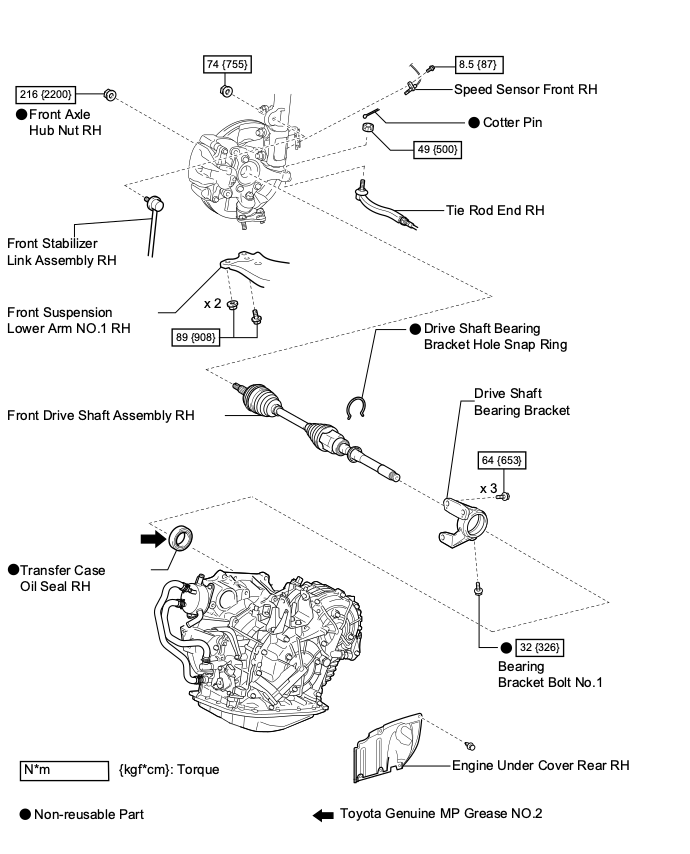 74 {755}
8.5 {87}
Speed Sensor Front RH
216 {2200}
Front Axle
Hub Nut RH
Cotter Pin
49 {500}
Tie Rod End RH
Front Stabilizer
Link Assembly RH
x 2
Front Suspension
Lower Arm NO.1 RH
89 {908}
Drive Shaft Bearing
Bracket Hole Snap Ring
Front Drive Shaft Assembly RH
Drive Shaft
Bearing Bracket
64 {653}
x 3
Transfer Case
Oil Seal RH
32 {326}
Bearing
Bracket Bolt No.1
Engine Under Cover Rear RH
N*m {kgf*cm}: Torque
Non-reusable Part
Toyota Genuine MP Grease NO.2